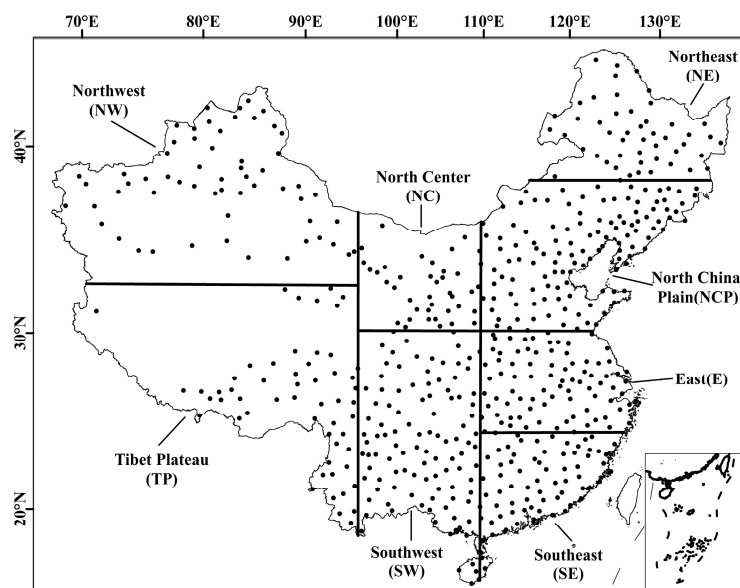 70°E 80°E 90°E 100°E 110°E 120°E 130°E
Northeast
(NE)
Northwest
(NW)
40°N
North Center
(NC)
North China
Plain(NCP)
30°N
East(E)
Tibet Plateau
(TP)
20°N
Southwest
(SW)
Southeast
(SE)